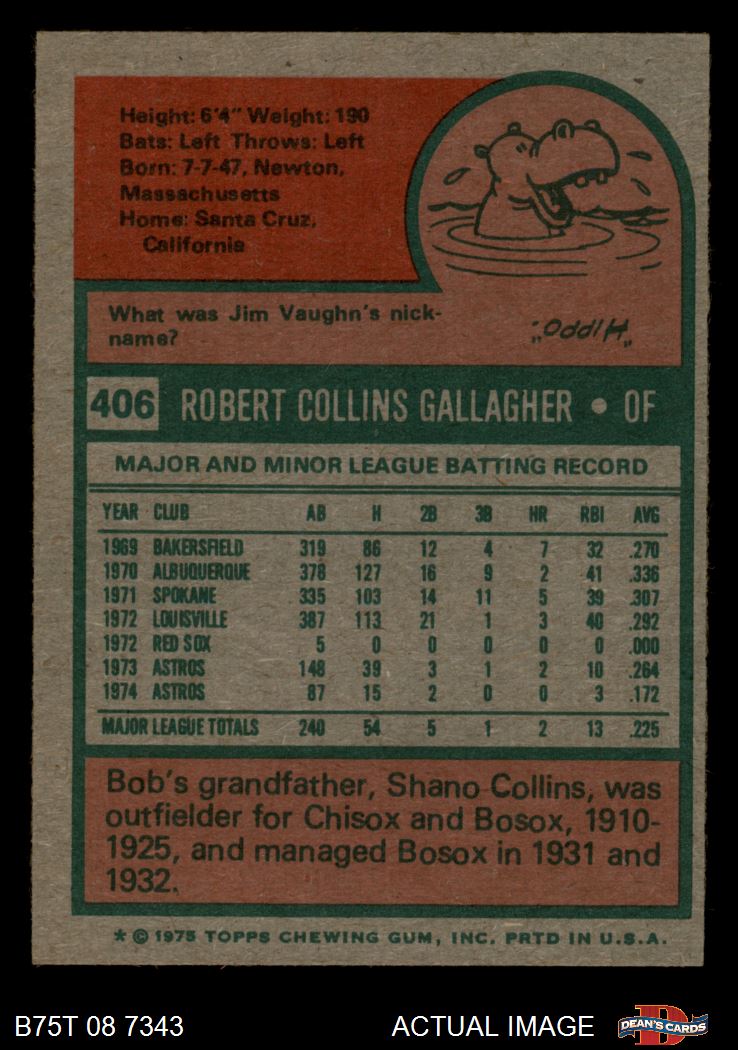 Height: 6'4" Weight: 190
Bats: Left Throws: Left
Born: 7-7-47, Newton,
Massachusetts
Home: Santa Cruz,
California
What was Jim Vaughn's nick-
name?
"Hippo."
406 ROBERT COLLINS GALLAGHER • OF
MAJOR AND MINOR LEAGUE BATTING RECORD
YEAR CLUB AB H 2B 3B HR RBI AVG
1969 BAKERSFIELD 319 86 12 4 7 32 .270
1970 ALBUQUERQUE 378 127 16 9 2 41 .336
1971 SPOKANE 335 103 14 11 5 39 .307
1972 LOUISVILLE 387 113 21 1 3 40 .292
1972 RED SOX 5 0 0 0 0 0 .000
1973 ASTROS 148 39 3 1 2 10 .264
1974 ASTROS 87 15 2 0 0 3 .172
MAJOR LEAGUE TOTALS 240 54 5 1 2 13 .225
Bob's grandfather, Shano Collins, was
outfielder for Chisox and Bosox, 1910-
1925, and managed Bosox in 1931 and
1932.
* © 1975 TOPPS CHEWING GUM, INC. PRTD IN U.S.A.
B75T 08 7343 ACTUAL IMAGE
D
DEAN'S CARDS